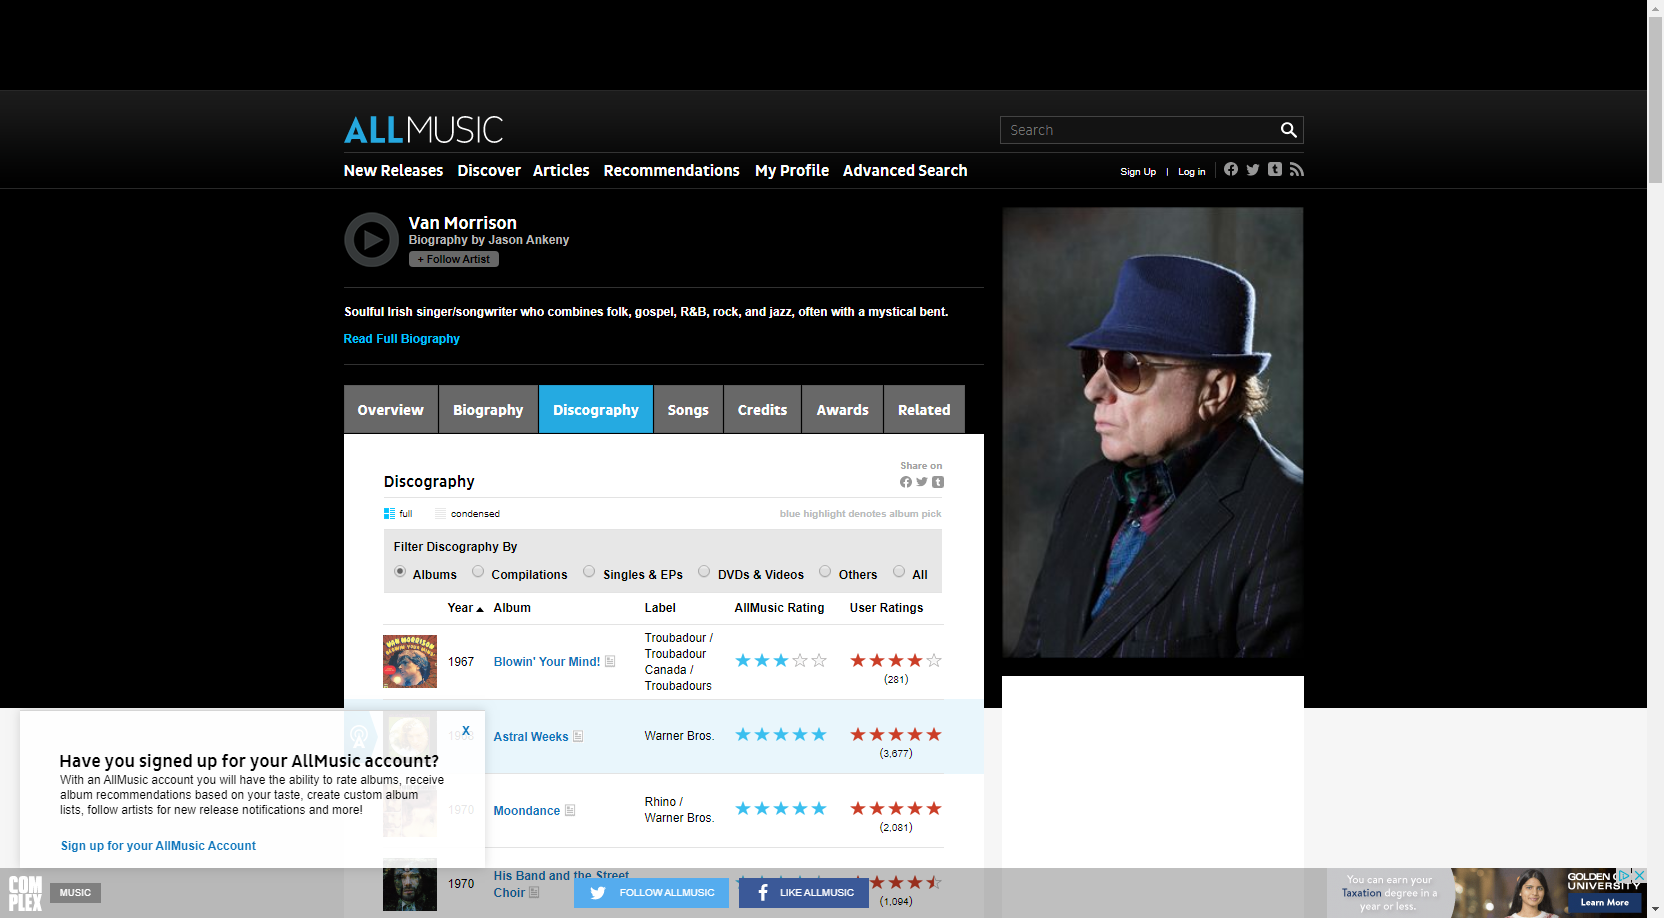 ALLMUSIC
Search
New Releases Discover Articles Recommendations My Profile Advanced Search
Sign Up | Log in
Van Morrison
Biography by Jason Ankeny
+ Follow Artist
Soulful Irish singer/songwriter who combines folk, gospel, R&B, rock, and jazz, often with a mystical bent.
Read Full Biography
Overview Biography Discography Songs Credits Awards Related
Share on
Discography
full condensed blue highlight denotes album pick
Filter Discography By
Albums Compilations Singles & EPs DVDs & Videos Others All
Year Album Label AllMusic Rating User Ratings
VAN MORRISON
BLOWIN' YOUR MIND!
1967 Blowin' Your Mind!
Troubadour /
Troubadour
Canada /
Troubadours
(281)
X
Astral Weeks Warner Bros.
(3,677)
Have you signed up for your AllMusic account?
With an AllMusic account you will have the ability to rate albums, receive
album recommendations based on your taste, create custom album
lists, follow artists for new release notifications and more!
Sign up for your AllMusic Account
1970 Moondance
Rhino /
Warner Bros.
(2,081)
1970
His Band and the Street
Choir
(1,094)
COMPLEX
MUSIC
FOLLOW ALLMUSIC
LIKE ALLMUSIC
You can earn your
Taxation degree in a
year or less.
GOLDEN G
UNIVERSITY
Learn More